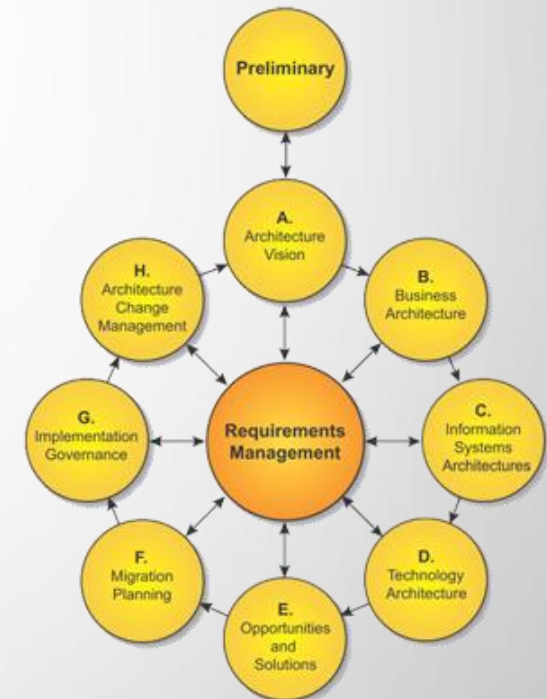 Preliminary
A.
Architecture
Vision
B.
Business
Architecture
C.
Information
Systems
Architectures
D.
Technology
Architecture
E.
Opportunities
and
Solutions
F.
Migration
Planning
G.
Implementation
Governance
H.
Architecture
Change
Management
Requirements
Management